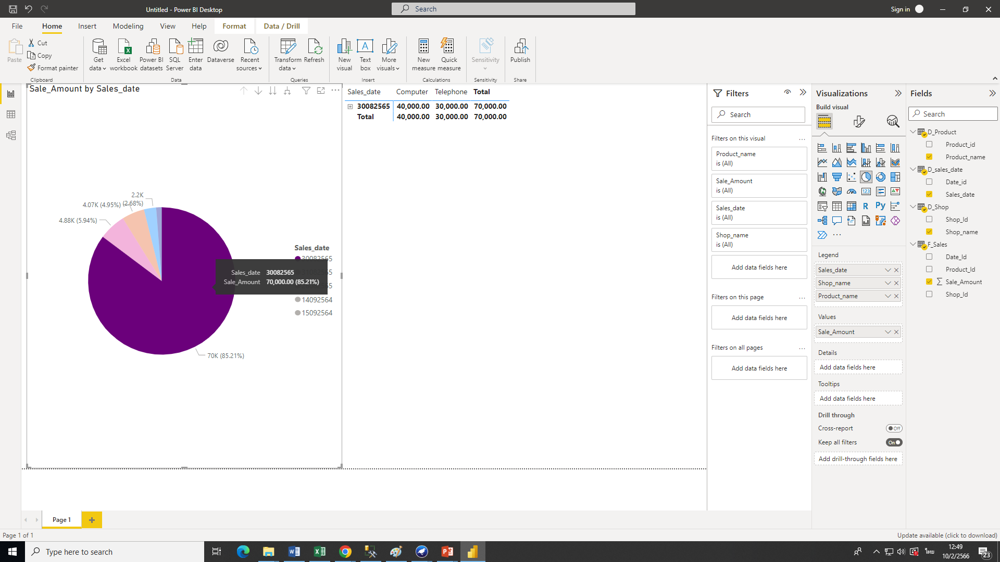 Untitled - Power BI Desktop
Search
Sign in
File Home Insert Modeling View Help Format Data / Drill
Paste
Cut
Copy
Format painter
Clipboard
Get data
Excel workbook
Power BI datasets
SQL Server
Enter data
Dataverse
Recent sources
Data
Transform data
Refresh
Queries
New visual
Text box
More visuals
Insert
New measure
Quick measure
Calculations
Sensitivity
Sensitivity
Publish
Share
Sale_Amount by Sales_date
2.2K
(2.68%)
4.07K (4.95%)
4.88K (5.94%)
70K (85.21%)
Sales_date
30082565
14092564
15092564
Sales_date 30082565
Sale_Amount 70,000.00 (85.21%)
Sales_date Computer Telephone Total
30082565 40,000.00 30,000.00 70,000.00
Total 40,000.00 30,000.00 70,000.00
Filters
Search
Filters on this visual
Product_name
is (All)
Sale_Amount
is (All)
Sales_date
is (All)
Shop_name
is (All)
Add data fields here
Filters on this page
Add data fields here
Filters on all pages
Add data fields here
Visualizations
Build visual
123
R
Py
Legend
Sales_date
Shop_name
Product_name
Values
Sale_Amount
Details
Add data fields here
Tooltips
Add data fields here
Drill through
Cross-report
Off
Keep all filters
On
Add drill-through fields here
Fields
Search
D_Product
Product_id
Product_name
D_sales_date
Date_id
Sales_date
D_Shop
Shop_Id
Shop_name
F_Sales
Date_Id
Product_Id
Sale_Amount
Shop_Id
Page 1
Page 1 of 1
Update available (click to download)
Type here to search
ไทย
12:49
10/2/2566
23